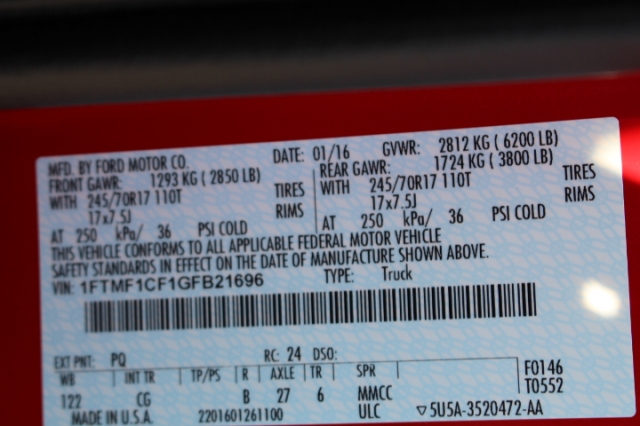 MFD. BY FORD MOTOR CO. DATE: 01/16 GVWR: 2812 KG ( 6200 LB)
FRONT GAWR: 1293 KG ( 2850 LB) REAR GAWR: 1724 KG ( 3800 LB)
WITH 245/70R17 110T TIRES WITH 245/70R17 110T TIRES
17x7.5J RIMS 17x7.5J RIMS
AT 250 kPa/ 36 PSI COLD AT 250 kPa/ 36 PSI COLD
THIS VEHICLE CONFORMS TO ALL APPLICABLE FEDERAL MOTOR VEHICLE
SAFETY STANDARDS IN EFFECT ON THE DATE OF MANUFACTURE SHOWN ABOVE.
VIN: 1FTMF1CF1GFB21696 TYPE: Truck
EXT PNT: PQ RC: 24 DSO:
WB INT TR TP/PS R AXLE TR SPR F0146
122 CG B 27 6 MMCC T0552
MADE IN U.S.A. 2201601261100 ULC ▽5U5A-3520472-AA